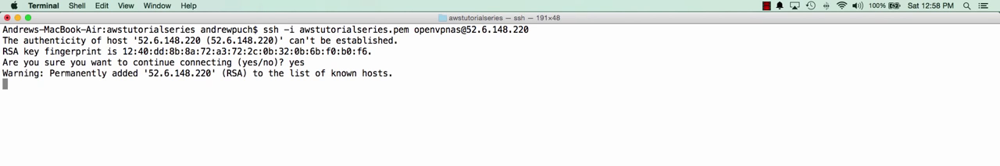 Terminal Shell Edit View Window Help 100% Sat 12:58 PM
awstutorialseries — ssh — 191×48
Andrews-MacBook-Air:awstutorialseries andrewpuch$ ssh -i awstutorialseries.pem openvpnas@52.6.148.220
The authenticity of host '52.6.148.220 (52.6.148.220)' can't be established.
RSA key fingerprint is 12:40:dd:8b:8a:72:a3:72:2c:0b:32:0b:6b:f0:b0:f6.
Are you sure you want to continue connecting (yes/no)? yes
Warning: Permanently added '52.6.148.220' (RSA) to the list of known hosts.